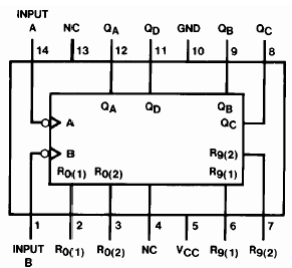 INPUT
A NC QA QD GND QB QC
14 13 12 11 10 9 8
QA QD QB
A QC
B R9(2)
R0(1) R0(2) R9(1)
1 2 3 4 5 6 7
INPUT R0(1) R0(2) NC VCC R9(1) R9(2)
B